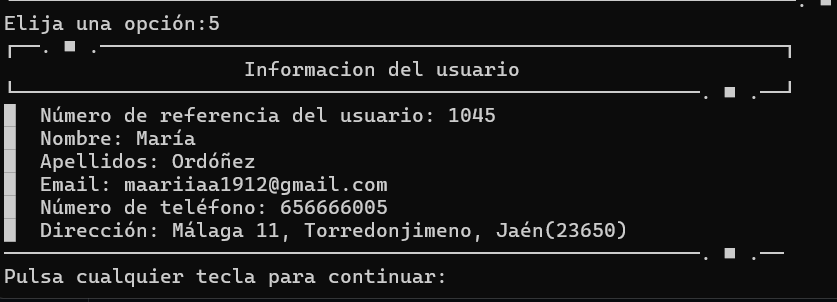 Elija una opción:5
Informacion del usuario
Número de referencia del usuario: 1045
Nombre: María
Apellidos: Ordóñez
Email: maariiaa1912@gmail.com
Número de teléfono: 656666005
Dirección: Málaga 11, Torredonjimeno, Jaén(23650)
Pulsa cualquier tecla para continuar: